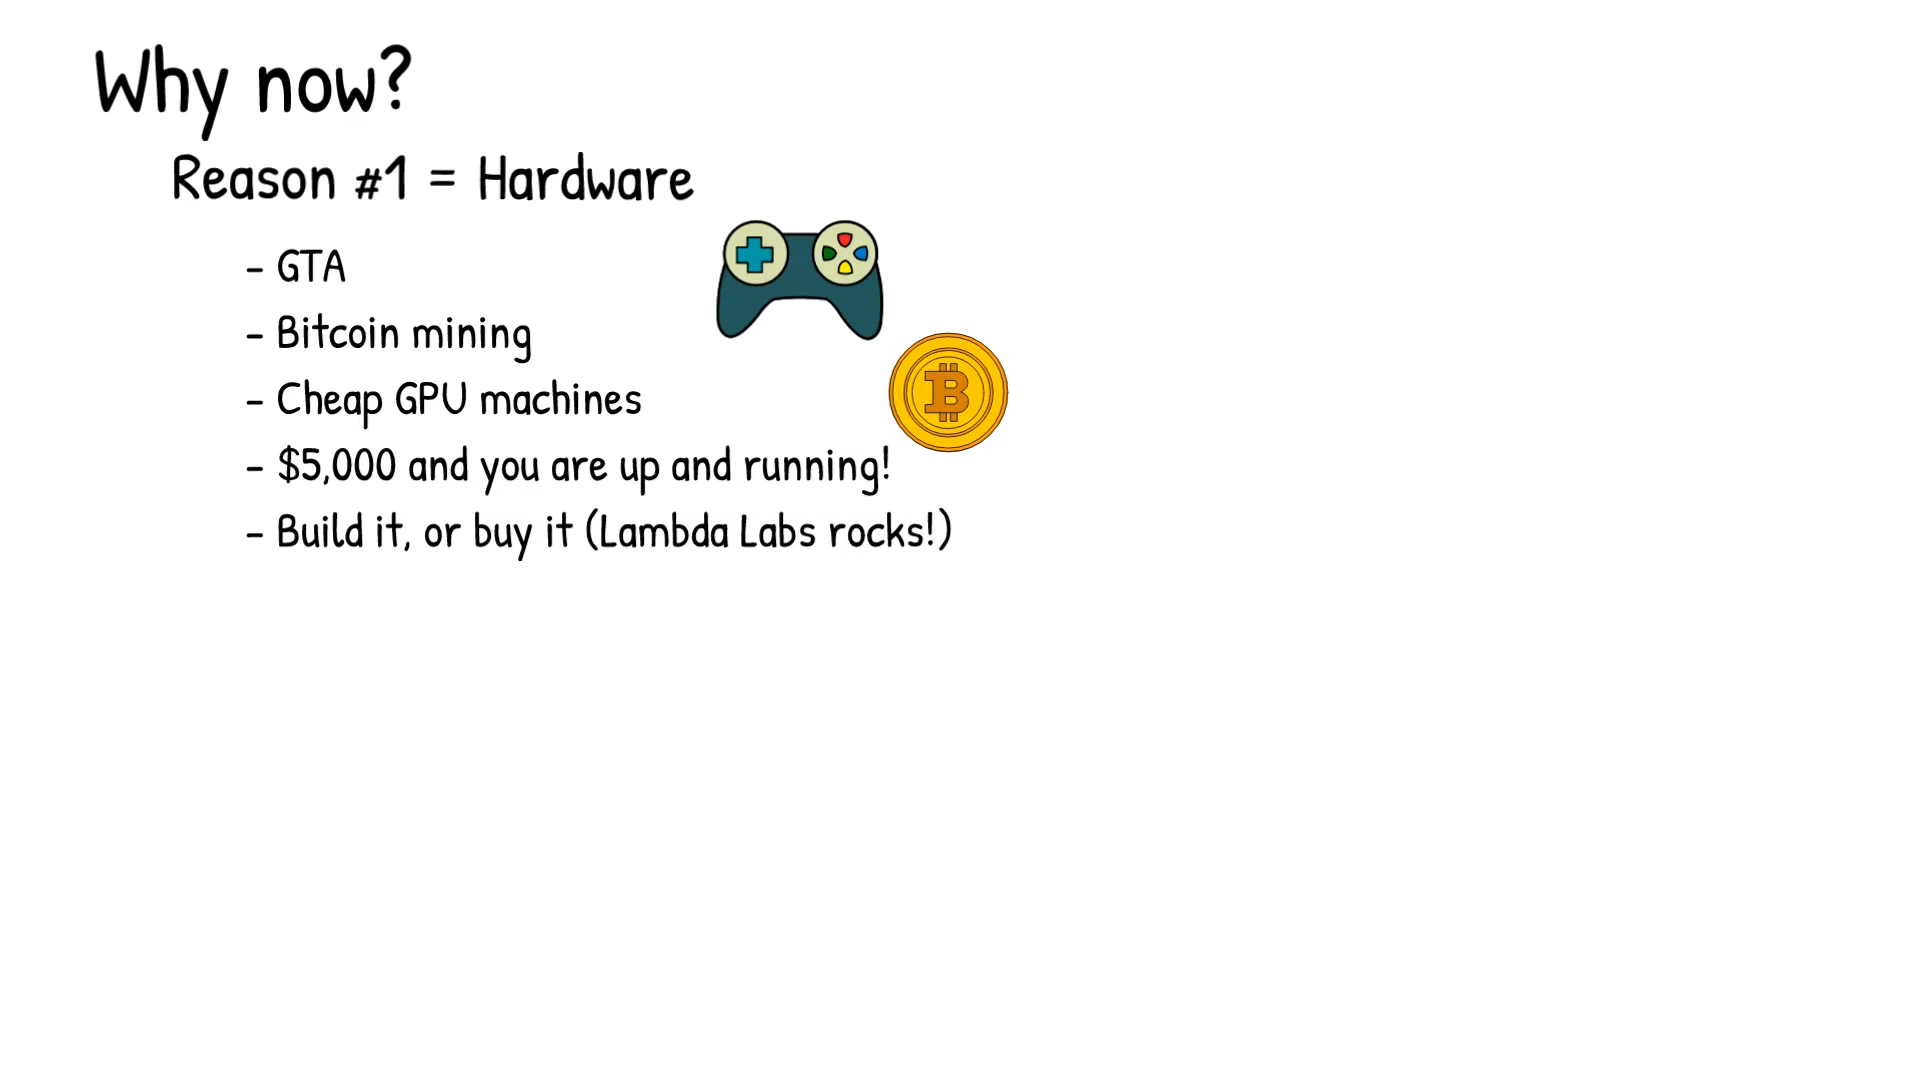 Why now?
Reason #1 = Hardware
- GTA
- Bitcoin mining
- Cheap GPU machines
- $5,000 and you are up and running!
- Build it, or buy it (Lambda Labs rocks!)